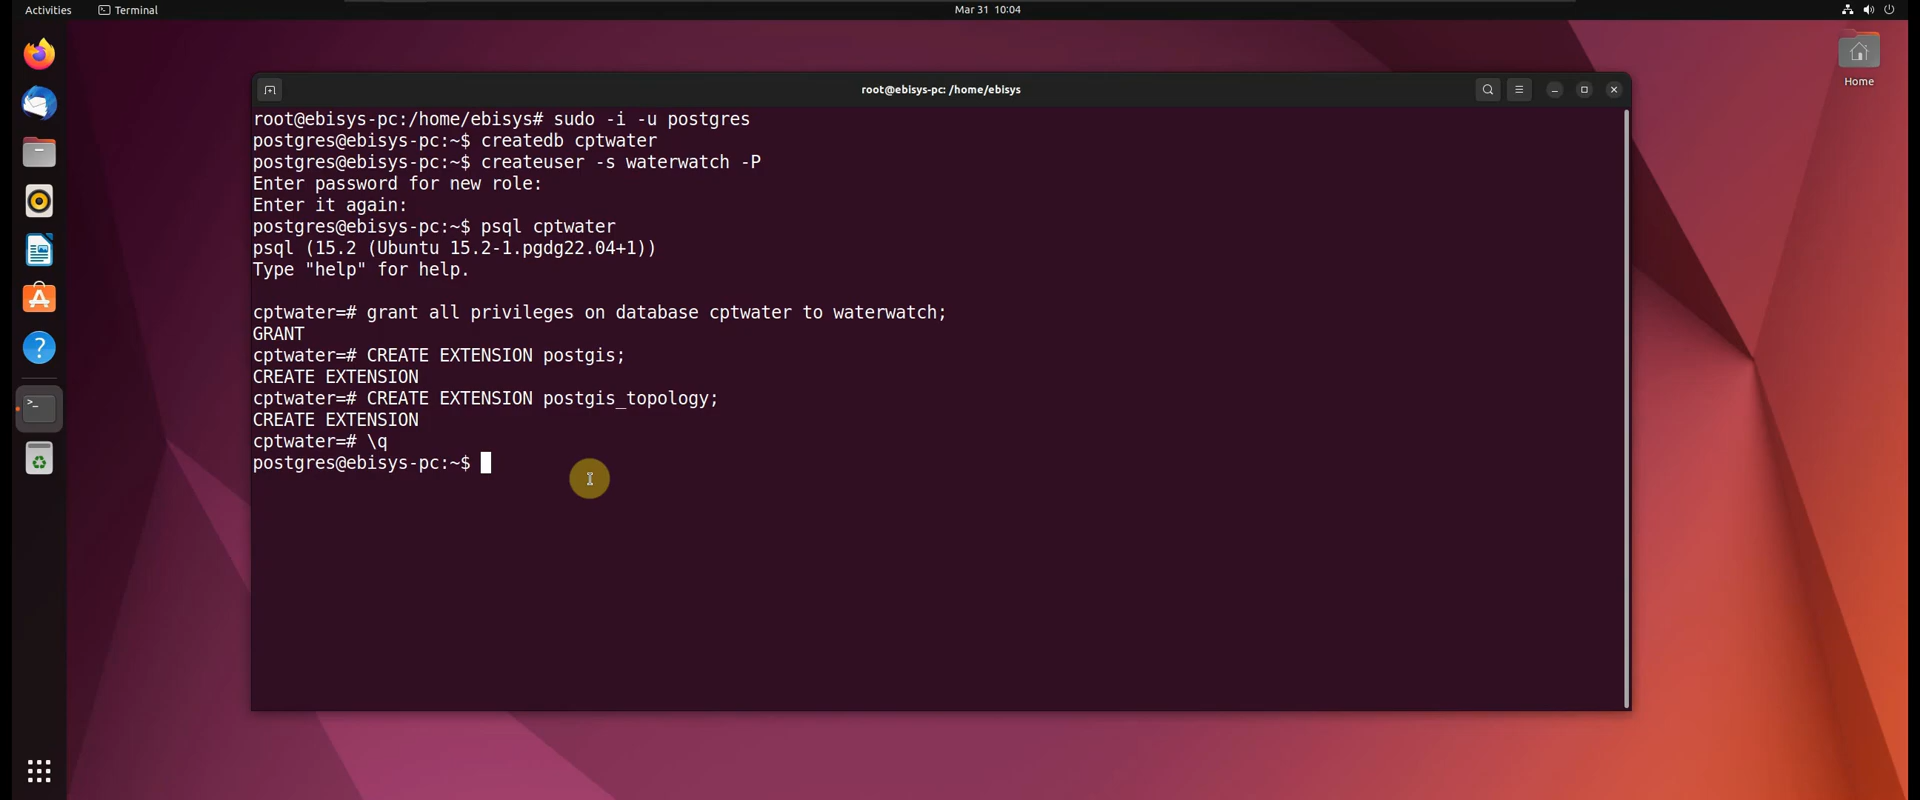 Activities
Terminal
Mar 31 10:04
Home
root@ebisys-pc: /home/ebisys
root@ebisys-pc:/home/ebisys# sudo -i -u postgres
postgres@ebisys-pc:~$ createdb cptwater
postgres@ebisys-pc:~$ createuser -s waterwatch -P
Enter password for new role:
Enter it again:
postgres@ebisys-pc:~$ psql cptwater
psql (15.2 (Ubuntu 15.2-1.pgdg22.04+1))
Type "help" for help.
cptwater=# grant all privileges on database cptwater to waterwatch;
GRANT
cptwater=# CREATE EXTENSION postgis;
CREATE EXTENSION
cptwater=# CREATE EXTENSION postgis_topology;
CREATE EXTENSION
cptwater=# \q
postgres@ebisys-pc:~$